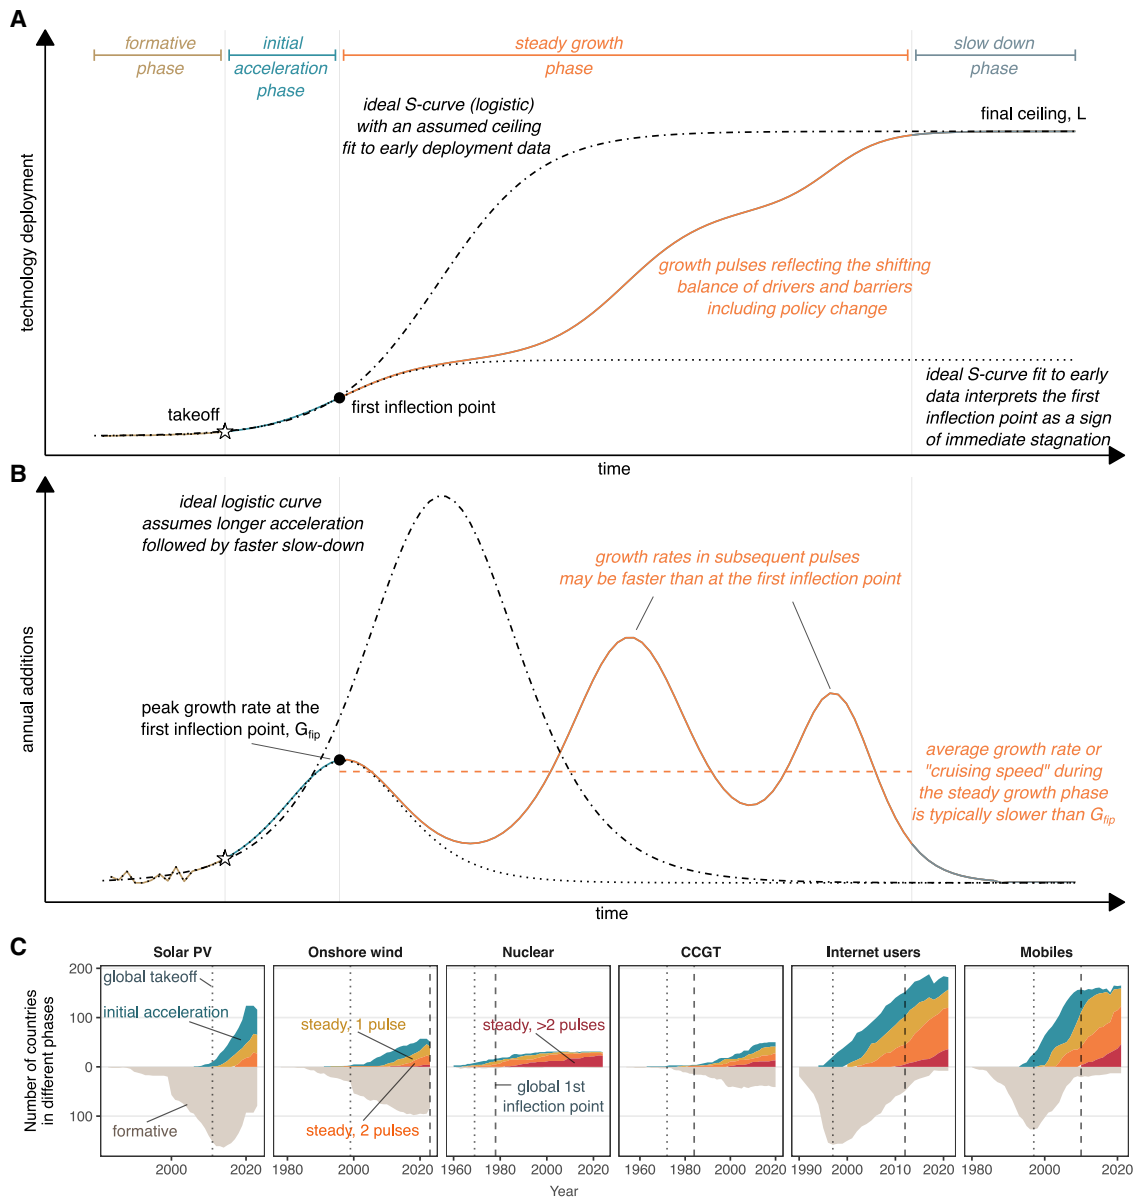 A
formative
phase
initial
acceleration
phase
steady growth
phase
slow down
phase
ideal S-curve (logistic)
with an assumed ceiling
fit to early deployment data
final ceiling, L
technology deployment
growth pulses reflecting the shifting
balance of drivers and barriers
including policy change
takeoff
first inflection point
ideal S-curve fit to early
data interprets the first
inflection point as a sign
of immediate stagnation
time
B
ideal logistic curve
assumes longer acceleration
followed by faster slow-down
growth rates in subsequent pulses
may be faster than at the first inflection point
annual additions
peak growth rate at the
first inflection point, Gfip
average growth rate or
"cruising speed" during
the steady growth phase
is typically slower than Gfip
time
C
Solar PV
Onshore wind
Nuclear
CCGT
Internet users
Mobiles
Number of countries
in different phases
200
100
0
100
global takeoff
initial acceleration
formative
steady, 1 pulse
steady, 2 pulses
steady, >2 pulses
global 1st
inflection point
2000 2020
1980 2000 2020
1960 1980 2000 2020
1960 1980 2000 2020
1990 2000 2010 2020
1980 2000 2020
Year